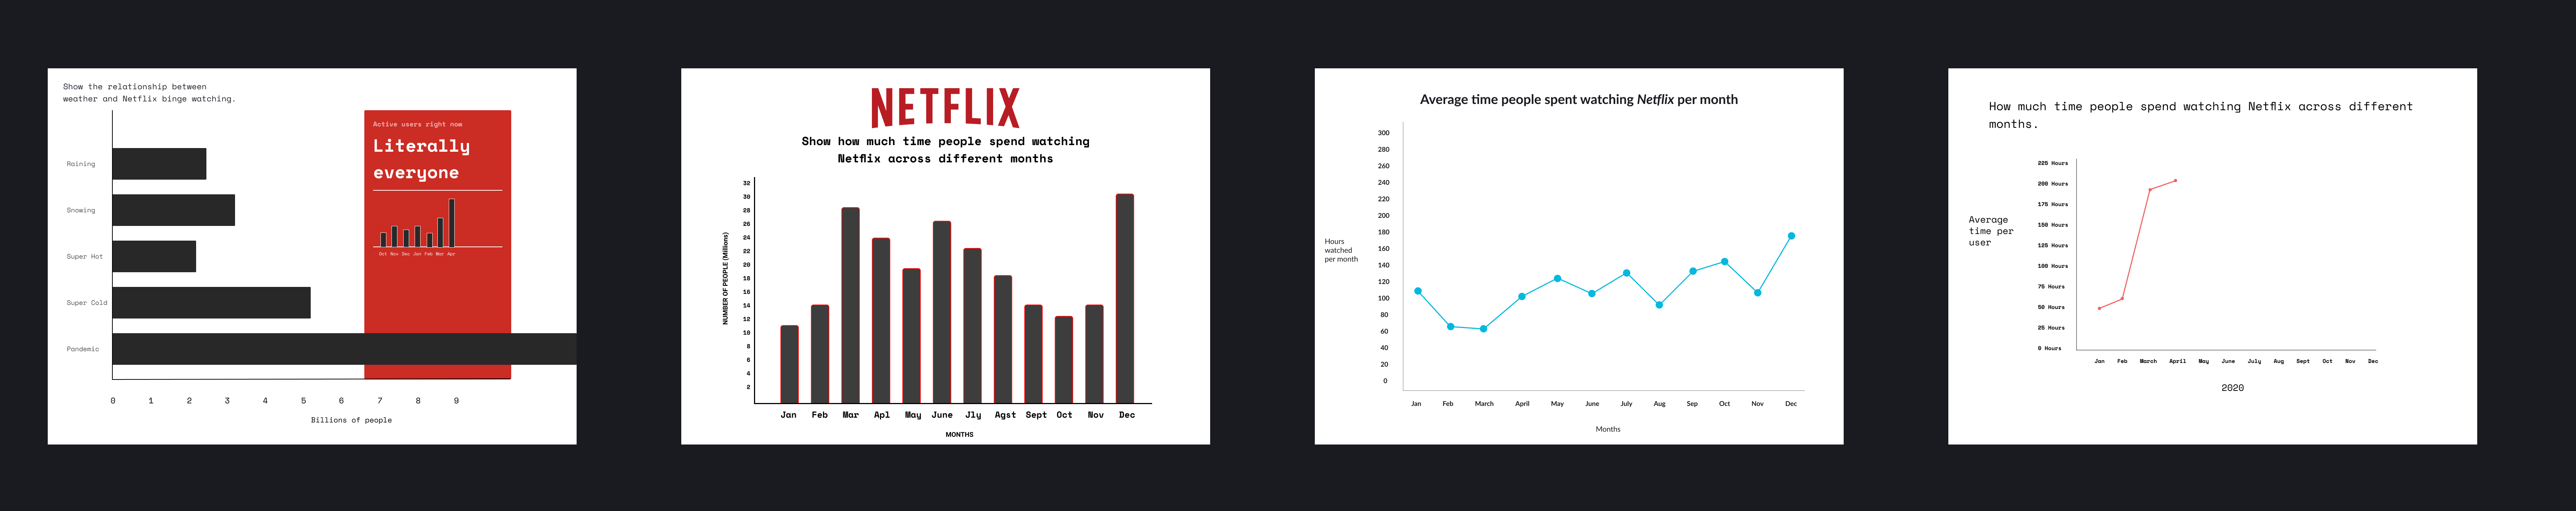 Show the relationship between
weather and Netflix binge watching.
Active users right now
Literally
everyone
Oct Nov Dec Jan Feb Mar Apr
Raining
Snowing
Super Hot
Super Cold
Pandemic
0 1 2 3 4 5 6 7 8 9
Billions of people
NETFLIX
Show how much time people spend watching
Netflix across different months
NUMBER OF PEOPLE (Millions)
32
30
28
26
24
22
20
18
16
14
12
10
8
6
4
2
Jan Feb Mar Apl May June Jly Agst Sept Oct Nov Dec
MONTHS
Average time people spent watching Netflix per month
Hours
watched
per month
300
280
260
240
220
200
180
160
140
120
100
80
60
40
20
0
Jan Feb March April May June July Aug Sep Oct Nov Dec
Months
How much time people spend watching Netflix across different
months.
Average
time per
user
225 Hours
200 Hours
175 Hours
150 Hours
125 Hours
100 Hours
75 Hours
50 Hours
25 Hours
0 Hours
Jan Feb March April May June July Aug Sept Oct Nov Dec
2020